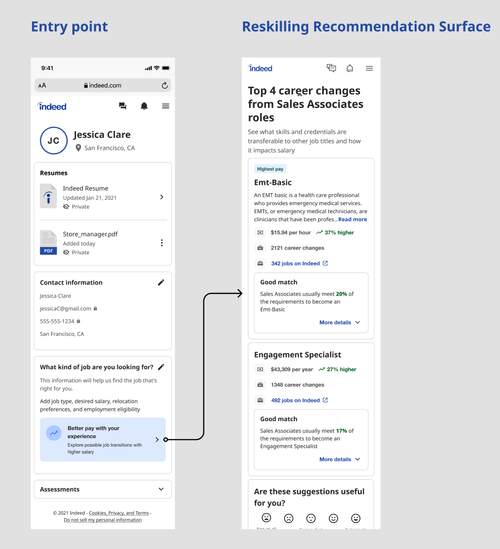 Entry point
Reskilling Recommendation Surface
9:41
AA
indeed.com
indeed
JC
Jessica Clare
San Francisco, CA
Resumes
Indeed Resume
Updated Jan 21, 2021
Private
Store_manager.pdf
Added today
Private
PDF
Contact information
Jessica Clare
jessicaC@gmail.com
555-555-1234
San Francisco, CA
What kind of job are you looking for?
This information will help us find the job that's
right for you.
Add job type, desired salary, relocation
preferences, and employment eligibility
Better pay with your
experience
Explore possible job transitions with
higher salary
Assessments
© 2021 Indeed - Cookies, Privacy, and Terms -
Do not sell my personal information
indeed
Top 4 career changes
from Sales Associates
roles
See what skills and credentials are
transferable to other job titles and how
it impacts salary
Highest pay
Emt-Basic
An EMT basic is a health care professional
who provides emergency medical services.
EMTs, or emergency medical technicians, are
clinicians that have been profes...Read more
$15.94 per hour 37% higher
2121 career changes
342 jobs on Indeed
Good match
Sales Associates usually meet 20% of
the requirements to become an
Emt-Basic
More details
Engagement Specialist
$43,309 per year 27% higher
1348 career changes
492 jobs on Indeed
Good match
Sales Associates usually meet 17% of
the requirements to become an
Engagement Specialist
More details
Are these suggestions useful
for you?